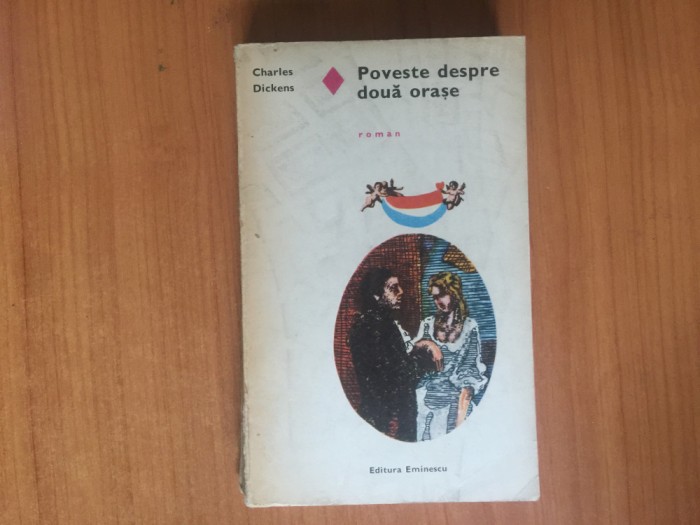 Charles
Dickens
Poveste despre
două orașe
roman
Editura Eminescu